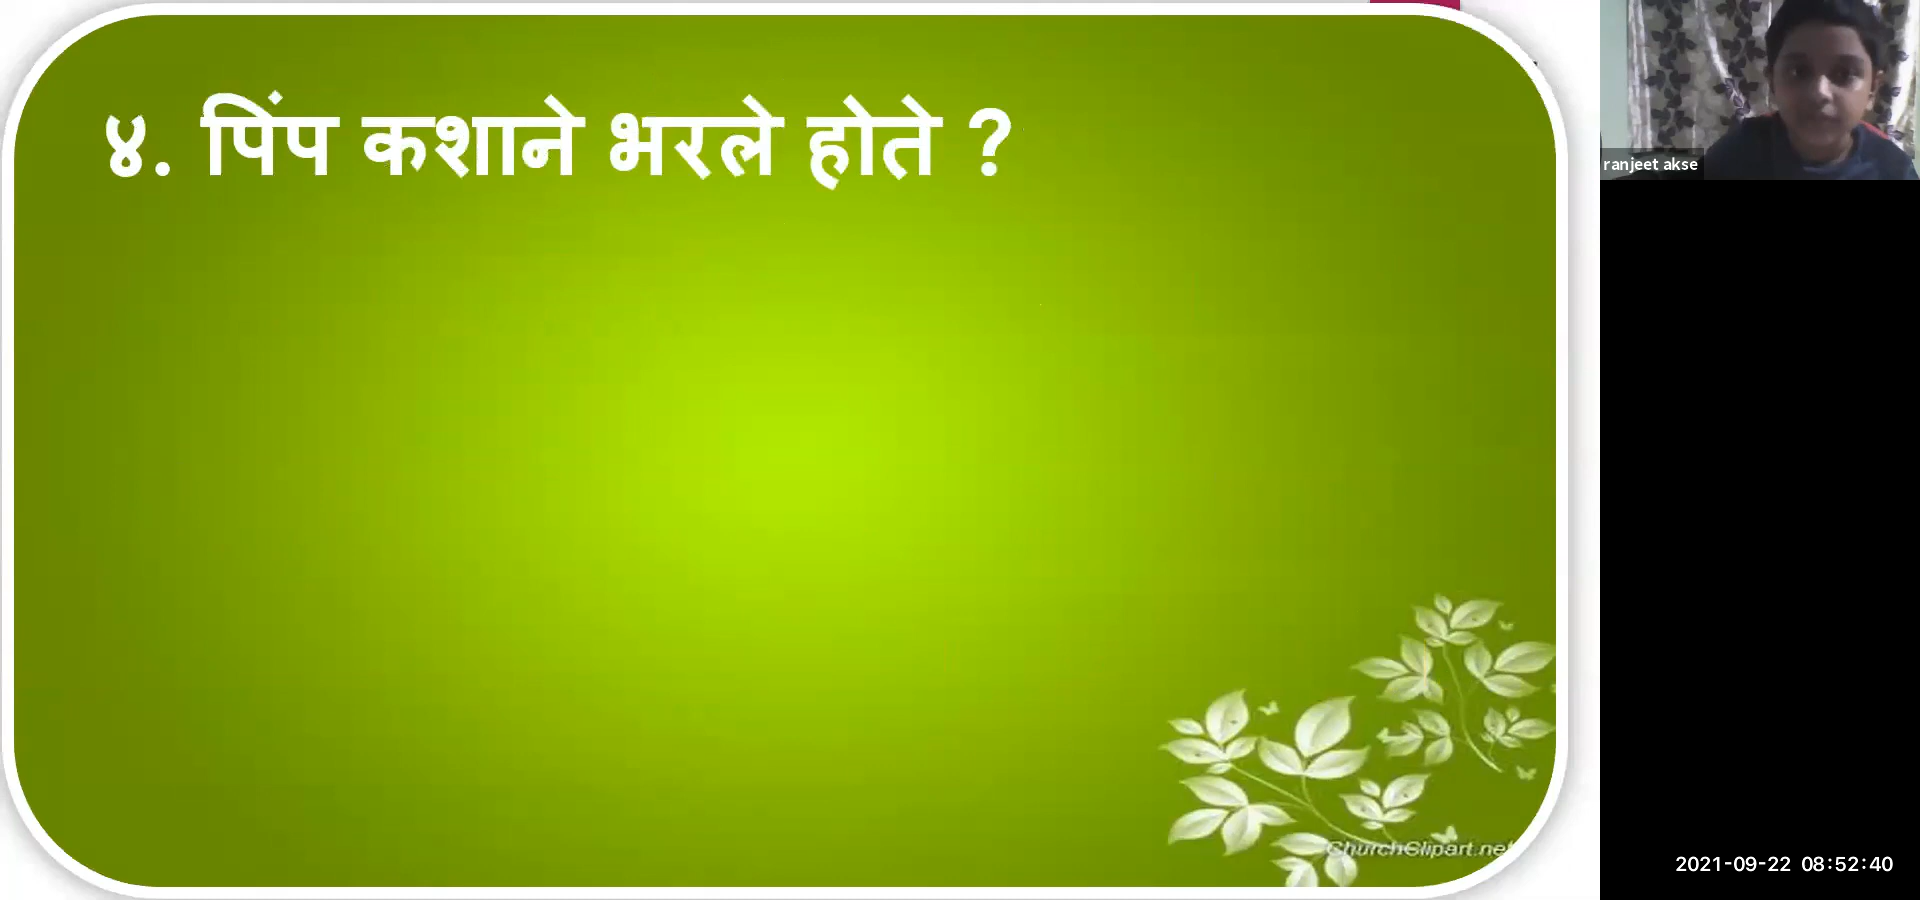 ४. पिंप कशाने भरले होते ?
ranjeet akse
ChurchClipart.net
2021-09-22 08:52:40